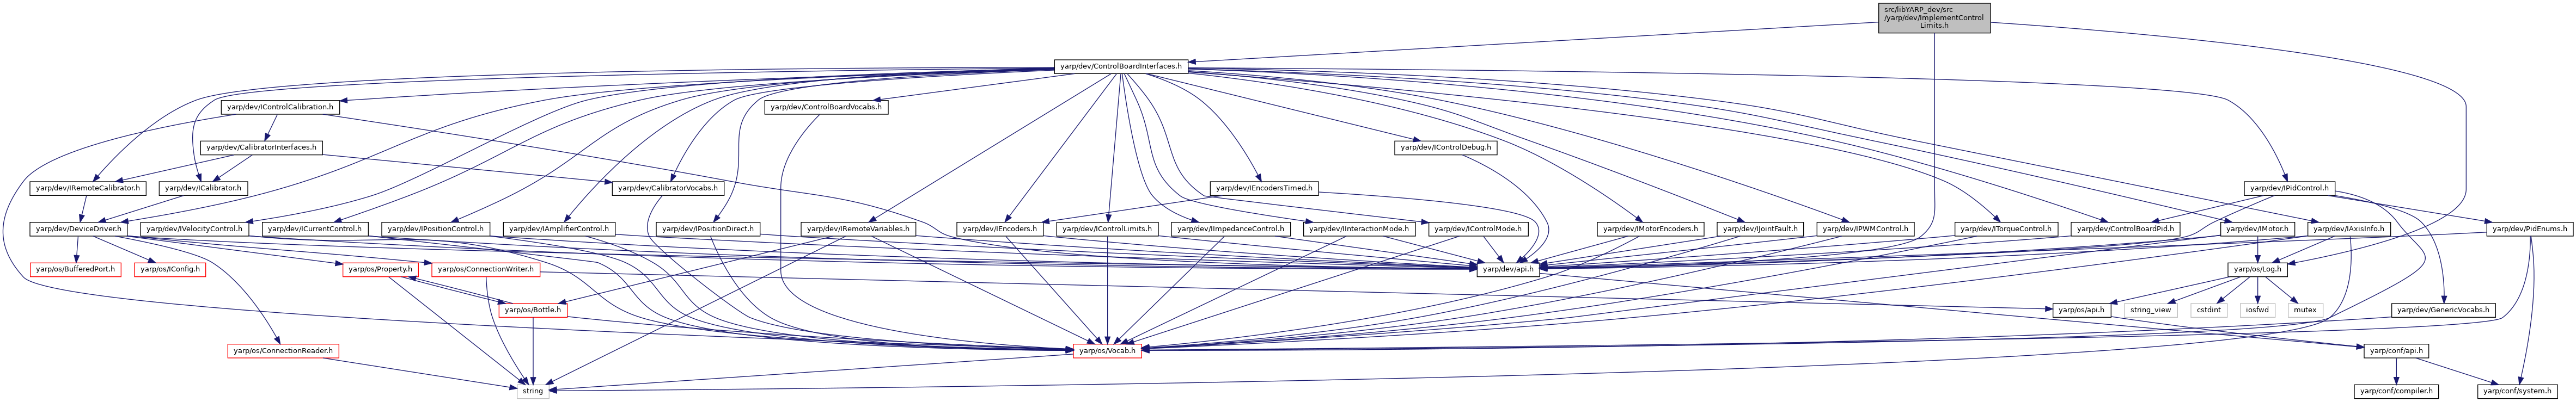 src/libYARP_dev/src
/yarp/dev/ImplementControl
Limits.h
yarp/dev/ControlBoardInterfaces.h
yarp/dev/IControlCalibration.h
yarp/dev/ControlBoardVocabs.h
yarp/dev/CalibratorInterfaces.h
yarp/dev/IControlDebug.h
yarp/dev/IRemoteCalibrator.h
yarp/dev/ICalibrator.h
yarp/dev/CalibratorVocabs.h
yarp/dev/IEncodersTimed.h
yarp/dev/IPidControl.h
yarp/dev/DeviceDriver.h
yarp/dev/IVelocityControl.h
yarp/dev/ICurrentControl.h
yarp/dev/IPositionControl.h
yarp/dev/IAmplifierControl.h
yarp/dev/IPositionDirect.h
yarp/dev/IRemoteVariables.h
yarp/dev/IEncoders.h
yarp/dev/IControlLimits.h
yarp/dev/IImpedanceControl.h
yarp/dev/IInteractionMode.h
yarp/dev/IControlMode.h
yarp/dev/IMotorEncoders.h
yarp/dev/IJointFault.h
yarp/dev/IPWMControl.h
yarp/dev/ITorqueControl.h
yarp/dev/ControlBoardPid.h
yarp/dev/IMotor.h
yarp/dev/IAxisInfo.h
yarp/dev/PidEnums.h
yarp/os/BufferedPort.h
yarp/os/IConfig.h
yarp/os/Property.h
yarp/os/ConnectionWriter.h
yarp/dev/api.h
yarp/os/Log.h
yarp/os/Bottle.h
yarp/os/api.h
string_view
cstdint
iosfwd
mutex
yarp/dev/GenericVocabs.h
yarp/os/ConnectionReader.h
yarp/os/Vocab.h
yarp/conf/api.h
string
yarp/conf/compiler.h
yarp/conf/system.h